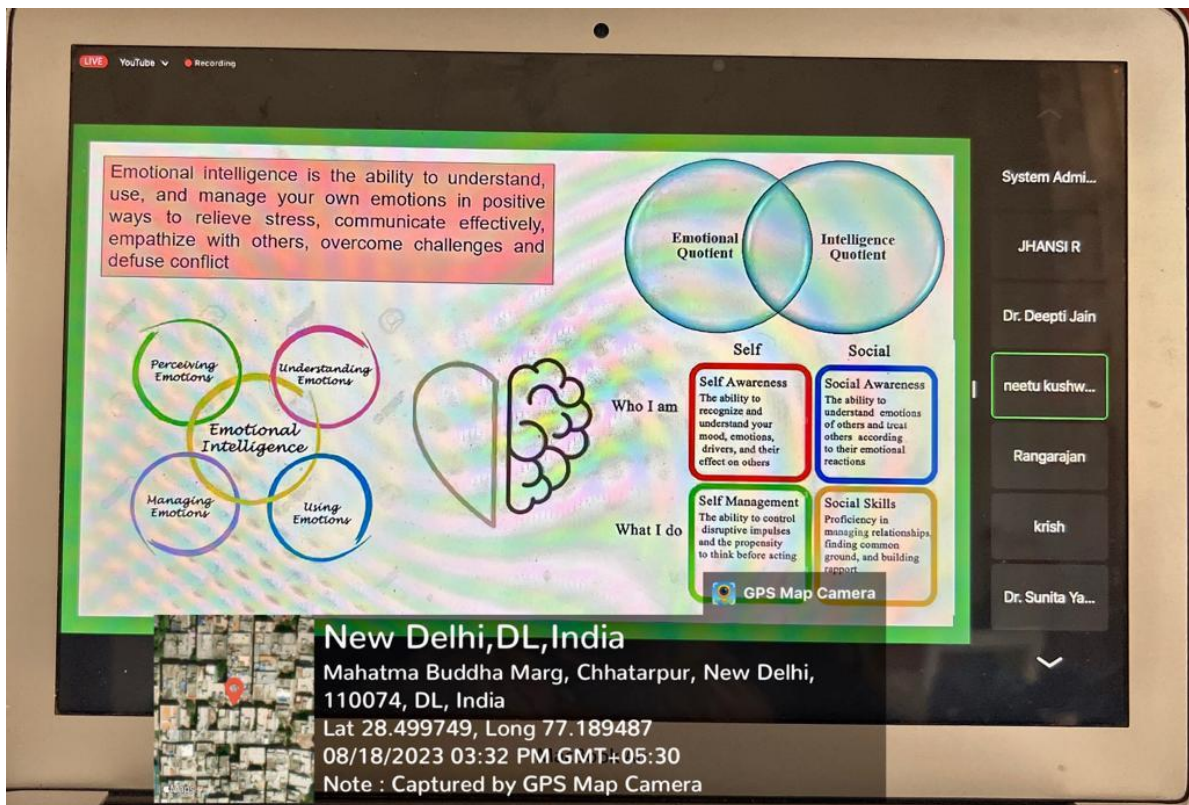 LIVE YouTube Recording
Emotional intelligence is the ability to understand,
use, and manage your own emotions in positive
ways to relieve stress, communicate effectively,
empathize with others, overcome challenges and
defuse conflict
Emotional
Quotient
Intelligence
Quotient
Perceiving
Emotions
Understanding
Emotions
Emotional
Intelligence
Managing
Emotions
Using
Emotions
Self
Social
Who I am
Self Awareness
The ability to
recognize and
understand your
mood, emotions,
drivers, and their
effect on others
Social Awareness
The ability to
understand emotions
of others and treat
others according
to their emotional
reactions
What I do
Self Management
The ability to control
disruptive impulses
and the propensity
to think before acting
Social Skills
Proficiency in
managing relationships,
finding common
ground, and building
rapport
System Admi...
JHANSI R
Dr. Deepti Jain
neetu kushw...
Rangarajan
krish
Dr. Sunita Ya...
GPS Map Camera
New Delhi,DL,India
Mahatma Buddha Marg, Chhatarpur, New Delhi,
110074, DL, India
Lat 28.499749, Long 77.189487
08/18/2023 03:32 PM GMT+05:30
Note : Captured by GPS Map Camera